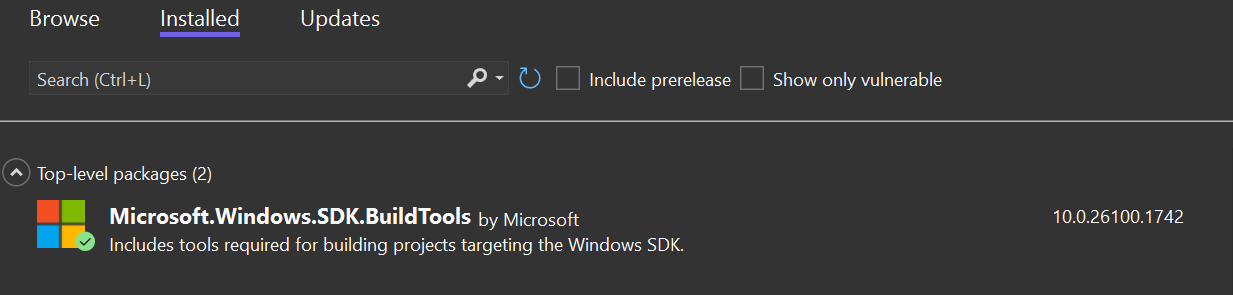 Browse Installed Updates
Search (Ctrl+L) Include prerelease Show only vulnerable
Top-level packages (2)
Microsoft.Windows.SDK.BuildTools by Microsoft 10.0.26100.1742
Includes tools required for building projects targeting the Windows SDK.